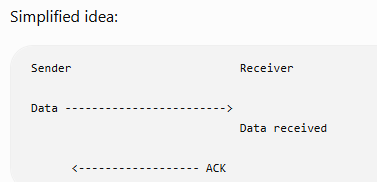 Simplified idea:
Sender                         Receiver
Data ------------------------>
                               Data received
      <------------------ ACK